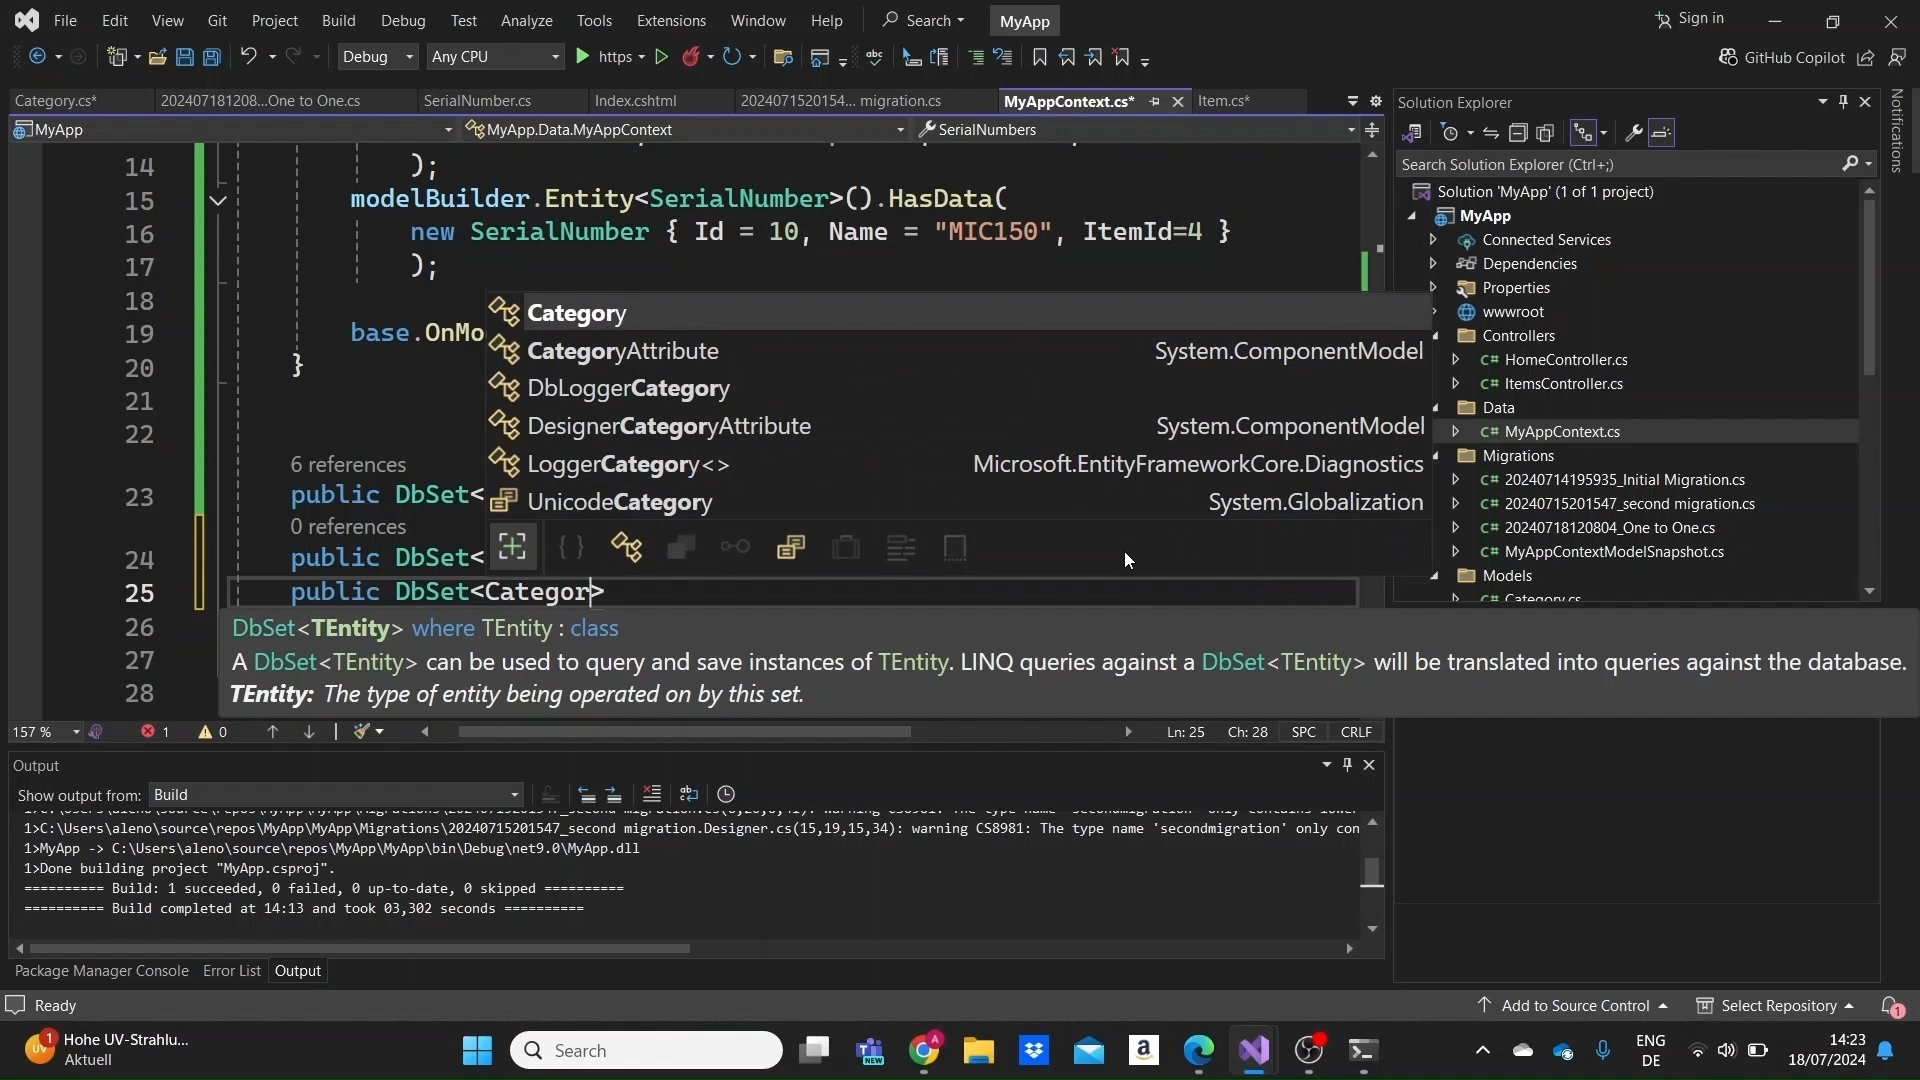 File Edit View Git Project Build Debug Test Analyze Tools Extensions Window Help Search MyApp Sign in
Debug Any CPU https GitHub Copilot
Category.cs* 202407181208...One to One.cs SerialNumber.cs Index.cshtml 2024071520154... migration.cs MyAppContext.cs* Item.cs*
MyApp MyApp.Data.MyAppContext SerialNumbers
14 );
15 modelBuilder.Entity<SerialNumber>().HasData(
16 new SerialNumber { Id = 10, Name = "MIC150", ItemId=4 }
17 );
18
19 base.OnMo
20 }
21
22
6 references
23 public DbSet<
0 references
24 public DbSet<
25 public DbSet<Categor>
26
27
28
Category
CategoryAttribute System.ComponentModel
DbLoggerCategory
DesignerCategoryAttribute System.ComponentModel
LoggerCategory<> Microsoft.EntityFrameworkCore.Diagnostics
UnicodeCategory System.Globalization
DbSet<TEntity> where TEntity : class
A DbSet<TEntity> can be used to query and save instances of TEntity. LINQ queries against a DbSet<TEntity> will be translated into queries against the database.
TEntity: The type of entity being operated on by this set.
157 % 1 0 Ln: 25 Ch: 28 SPC CRLF
Solution Explorer
Search Solution Explorer (Ctrl+;)
Solution 'MyApp' (1 of 1 project)
MyApp
Connected Services
Dependencies
Properties
wwwroot
Controllers
C# HomeController.cs
C# ItemsController.cs
Data
C# MyAppContext.cs
Migrations
C# 20240714195935_Initial Migration.cs
C# 20240715201547_second migration.cs
C# 20240718120804_One to One.cs
C# MyAppContextModelSnapshot.cs
Models
C# Category.cs
Notifications
Output
Show output from: Build
1>C:\Users\aleno\source\repos\MyApp\MyApp\Migrations\20240715201547_second migration.Designer.cs(15,19,15,34): warning CS8981: The type name 'secondmigration' only con
1>MyApp -> C:\Users\aleno\source\repos\MyApp\MyApp\bin\Debug\net9.0\MyApp.dll
1>Done building project "MyApp.csproj".
========== Build: 1 succeeded, 0 failed, 0 up-to-date, 0 skipped ==========
========== Build completed at 14:13 and took 03,302 seconds ==========
Package Manager Console Error List Output
Ready Add to Source Control Select Repository 1
1 Hohe UV-Strahlu...
Aktuell
Search
NEW
ENG
DE
14:23
18/07/2024